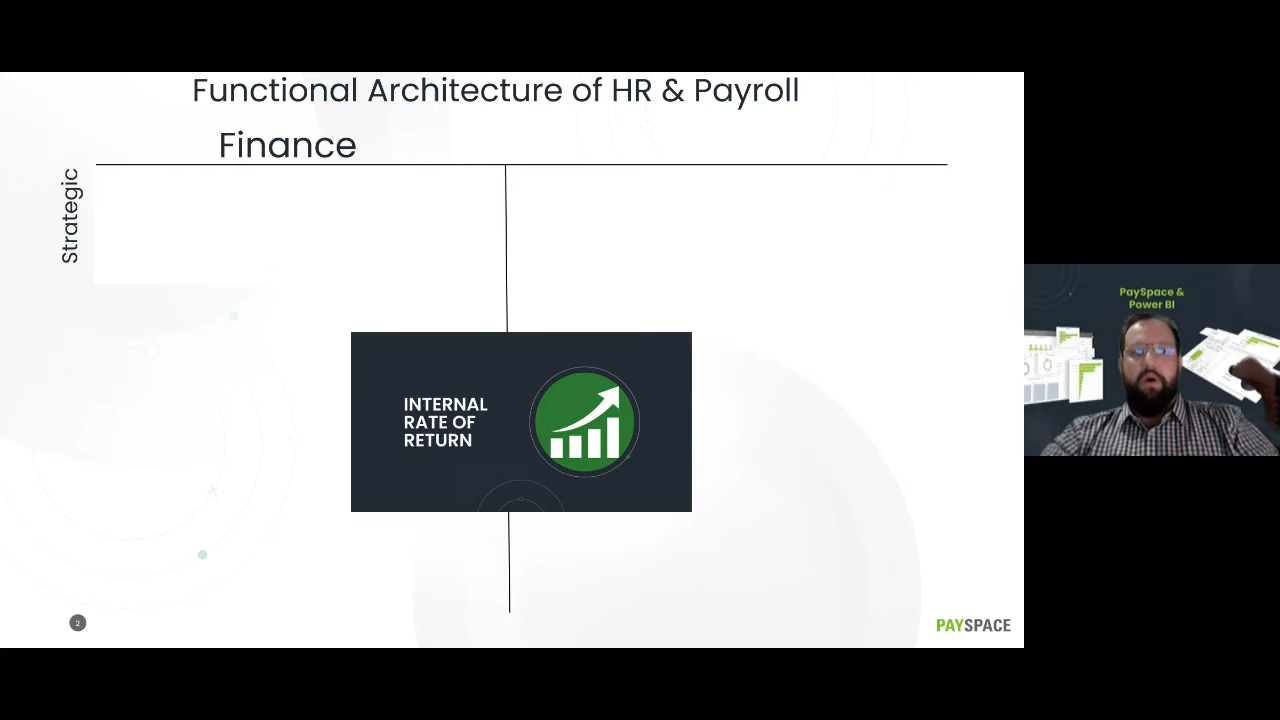 Functional Architecture of HR & Payroll
Finance
Strategic
INTERNAL
RATE OF
RETURN
2
PAYSPACE
PaySpace &
Power BI